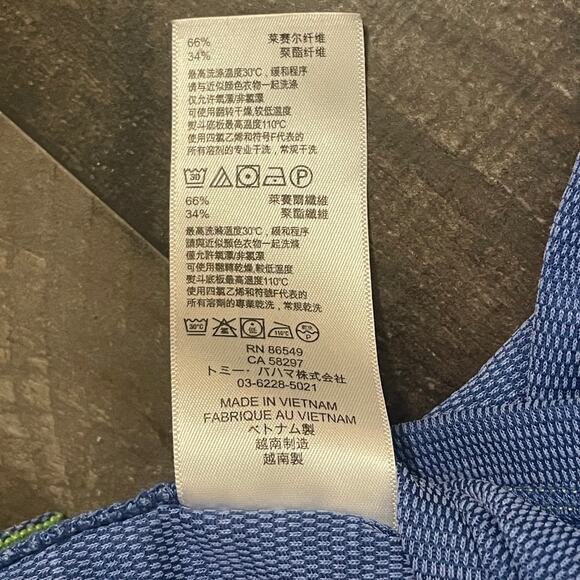 66% 莱赛尔纤维
34% 聚酯纤维
最高洗涤温度30℃，缓和程序
请与近似颜色衣物一起洗涤
仅允许氧漂/非氯漂
可使用翻转干燥，较低温度
熨斗底板最高温度110℃
使用四氯乙烯和符号F代表的
所有溶剂的专业干洗，常规干洗
30 P
66% 萊賽爾纖維
34% 聚酯纖維
最高洗滌溫度30℃，緩和程序
請與近似顏色衣物一起洗滌
僅允許氧漂/非氯漂
可使用翻轉乾燥，較低溫度
熨斗底板最高溫度110℃
使用四氯乙烯和符號F代表的
所有溶劑的專業乾洗，常規乾洗
30℃ 110℃
RN 86549
CA 58297
トミー・バハマ株式会社
03-6228-5021
MADE IN VIETNAM
FABRIQUE AU VIETNAM
ベトナム製
越南制造
越南製